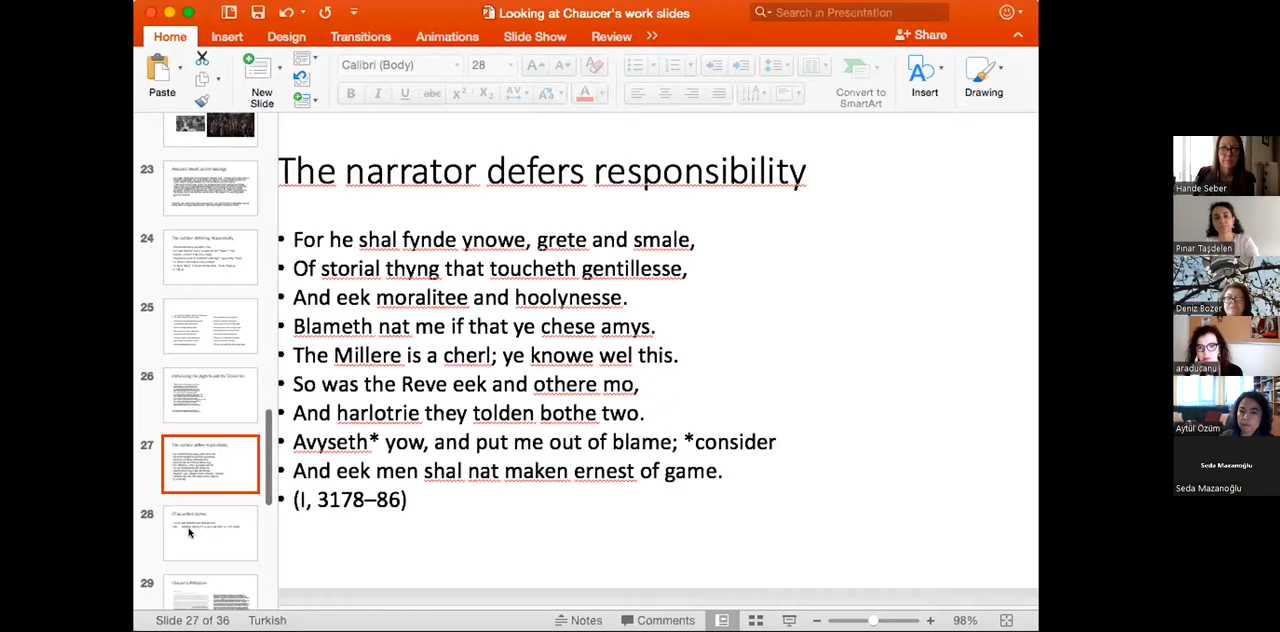 Looking at Chaucer's work slides
Search in Presentation
Home Insert Design Transitions Animations Slide Show Review
Share
Paste
New
Slide
Calibri (Body) 28
Convert to
SmartArt
Insert
Drawing
23
24
25
26
27
28
29
The narrator defers responsibility
• For he shal fynde ynowe, grete and smale,
• Of storial thyng that toucheth gentillesse,
• And eek moralitee and hoolynesse.
• Blameth nat me if that ye chese amys.
• The Millere is a cherl; ye knowe wel this.
• So was the Reve eek and othere mo,
• And harlotrie they tolden bothe two.
• Avyseth* yow, and put me out of blame; *consider
And eek men shal nat maken ernest of game.
• (I, 3178–86)
Hande Seber
Pınar Taşdelen
Deniz Bozer
araducanu
Aytül Özüm
Seda Mazanoğlu
Seda Mazanoğlu
Slide 27 of 36 Turkish
Notes Comments
98%